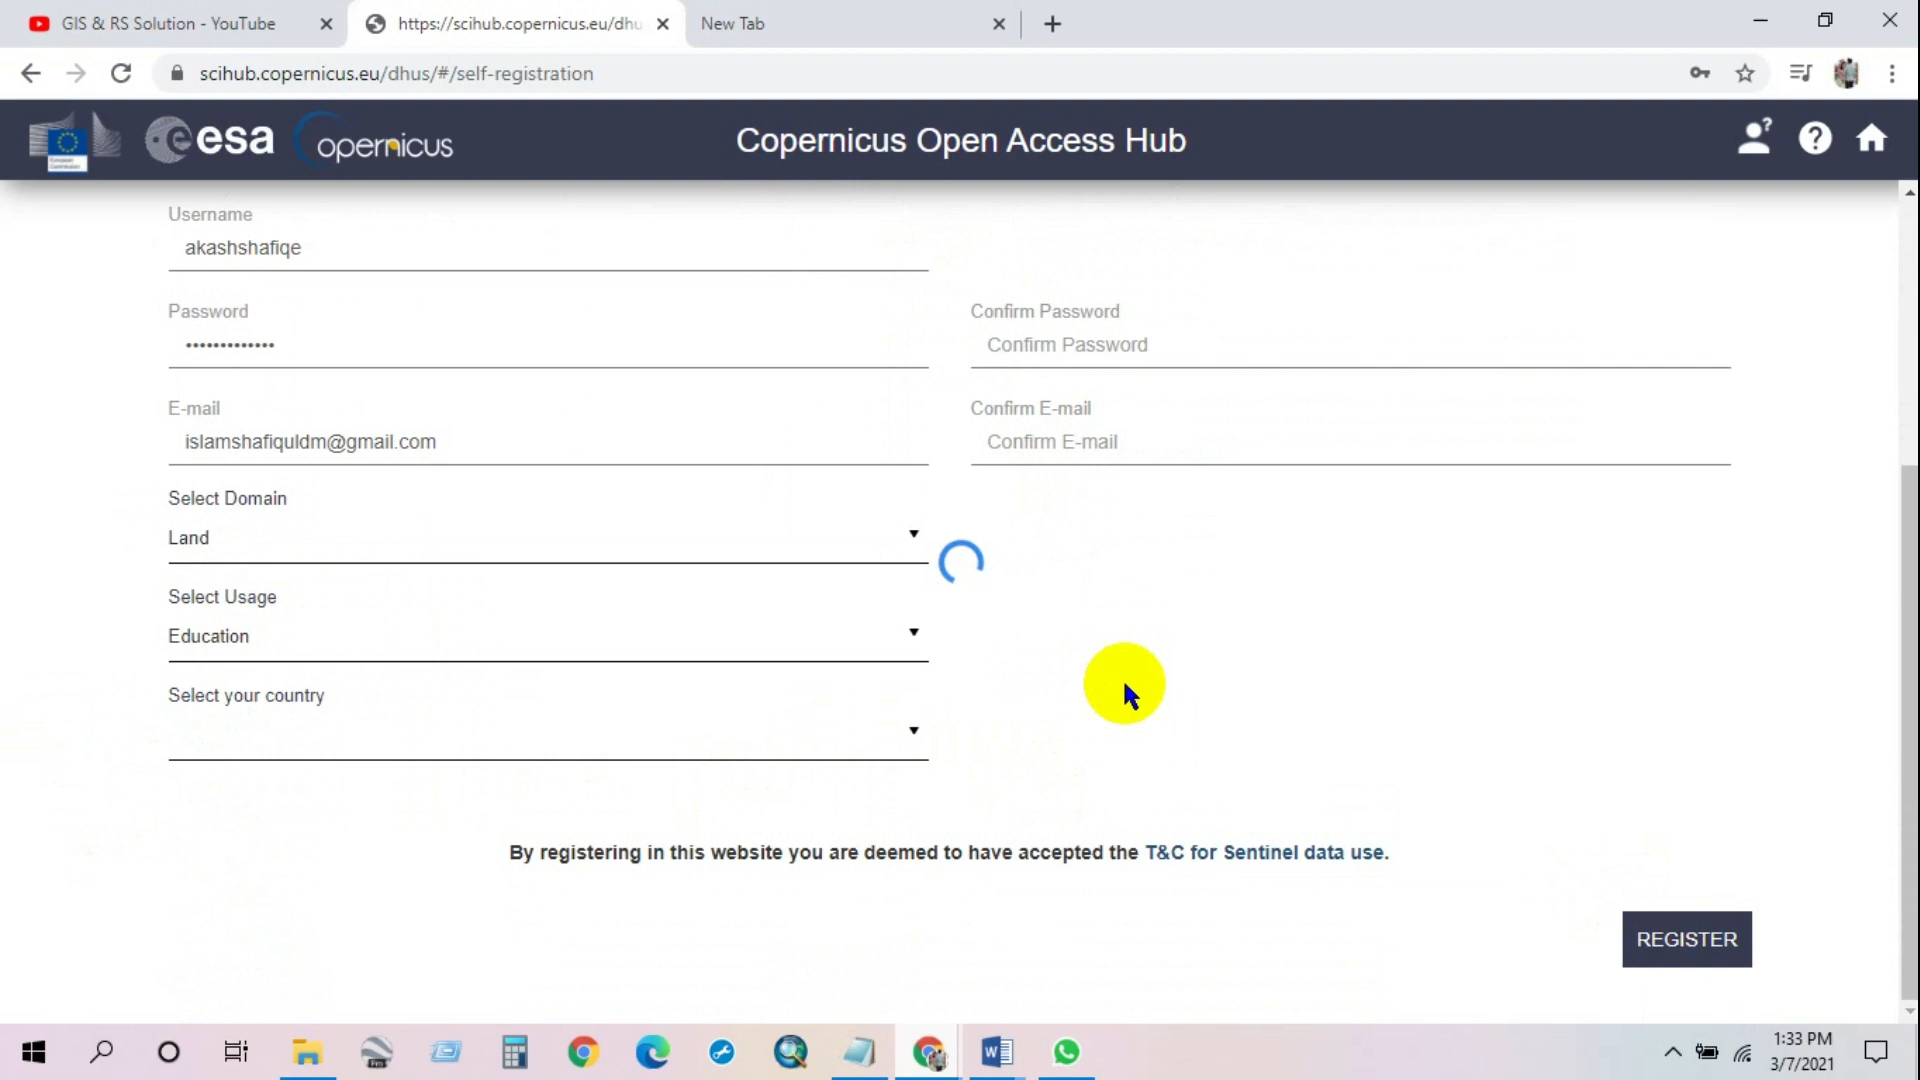 GIS & RS Solution - YouTube
https://scihub.copernicus.eu/dhu
New Tab
scihub.copernicus.eu/dhus/#/self-registration
esa
opernicus
Copernicus Open Access Hub
Username
akashshafiqe
Password
•••••••••••••
Confirm Password
Confirm Password
E-mail
islamshafiquldm@gmail.com
Confirm E-mail
Confirm E-mail
Select Domain
Land
Select Usage
Education
Select your country
By registering in this website you are deemed to have accepted the T&C for Sentinel data use.
REGISTER
1:33 PM
3/7/2021